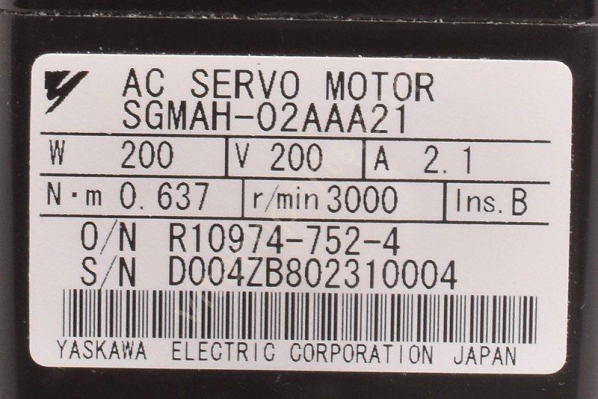 AC SERVO MOTOR
SGMAH-02AAA21
W 200 V 200 A 2.1
N·m 0.637 r/min 3000 Ins. B
O/N R10974-752-4
S/N D004ZB802310004
YASKAWA ELECTRIC CORPORATION JAPAN